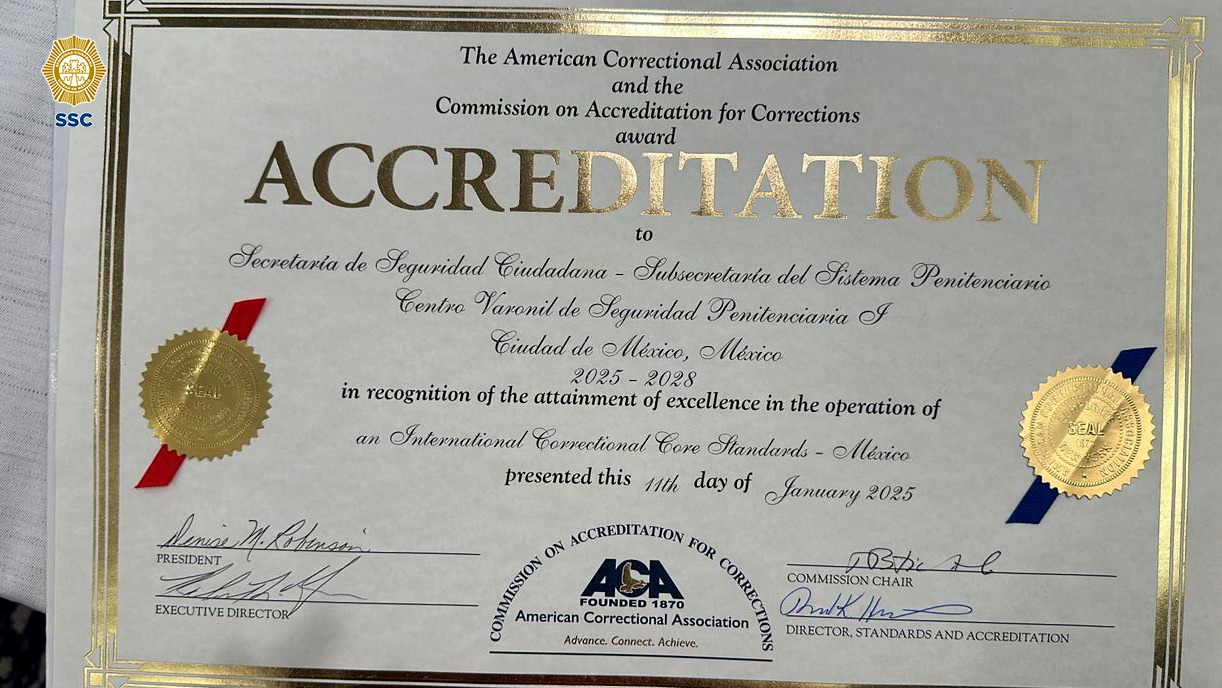 SSC
The American Correctional Association
and the
Commission on Accreditation for Corrections
award
ACCREDITATION
to
Secretaría de Seguridad Ciudadana - Subsecretaría del Sistema Penitenciario
Centro Varonil de Seguridad Penitenciaria I
Ciudad de México, México
2025 - 2028
in recognition of the attainment of excellence in the operation of
an International Correctional Core Standards - México
presented this 11th day of January 2025
SEAL
SEAL
Denise M. Robinson
PRESIDENT
EXECUTIVE DIRECTOR
COMMISSION ON ACCREDITATION FOR CORRECTIONS
ACA
FOUNDED 1870
American Correctional Association
Advance. Connect. Achieve.
COMMISSION CHAIR
DIRECTOR, STANDARDS AND ACCREDITATION